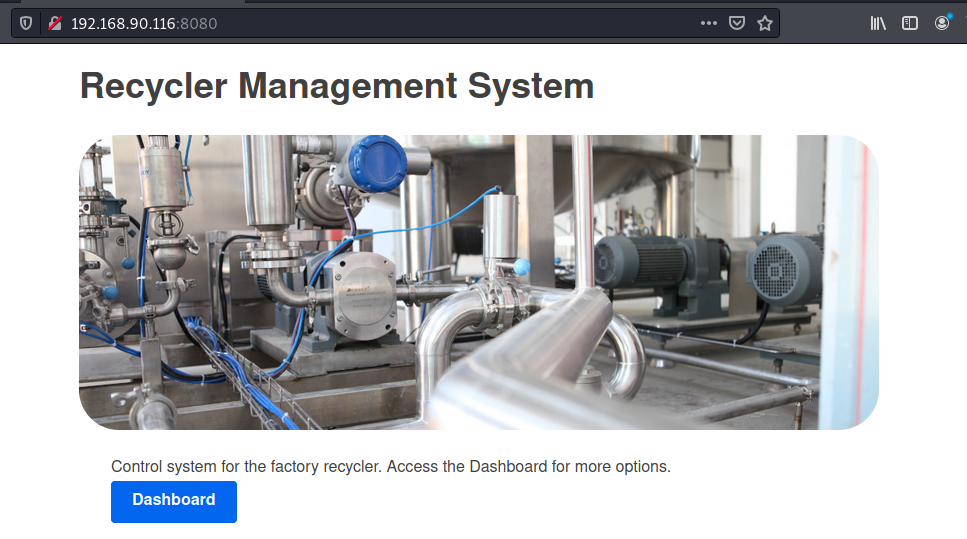 192.168.90.116:8080
Recycler Management System
Control system for the factory recycler. Access the Dashboard for more options.
Dashboard